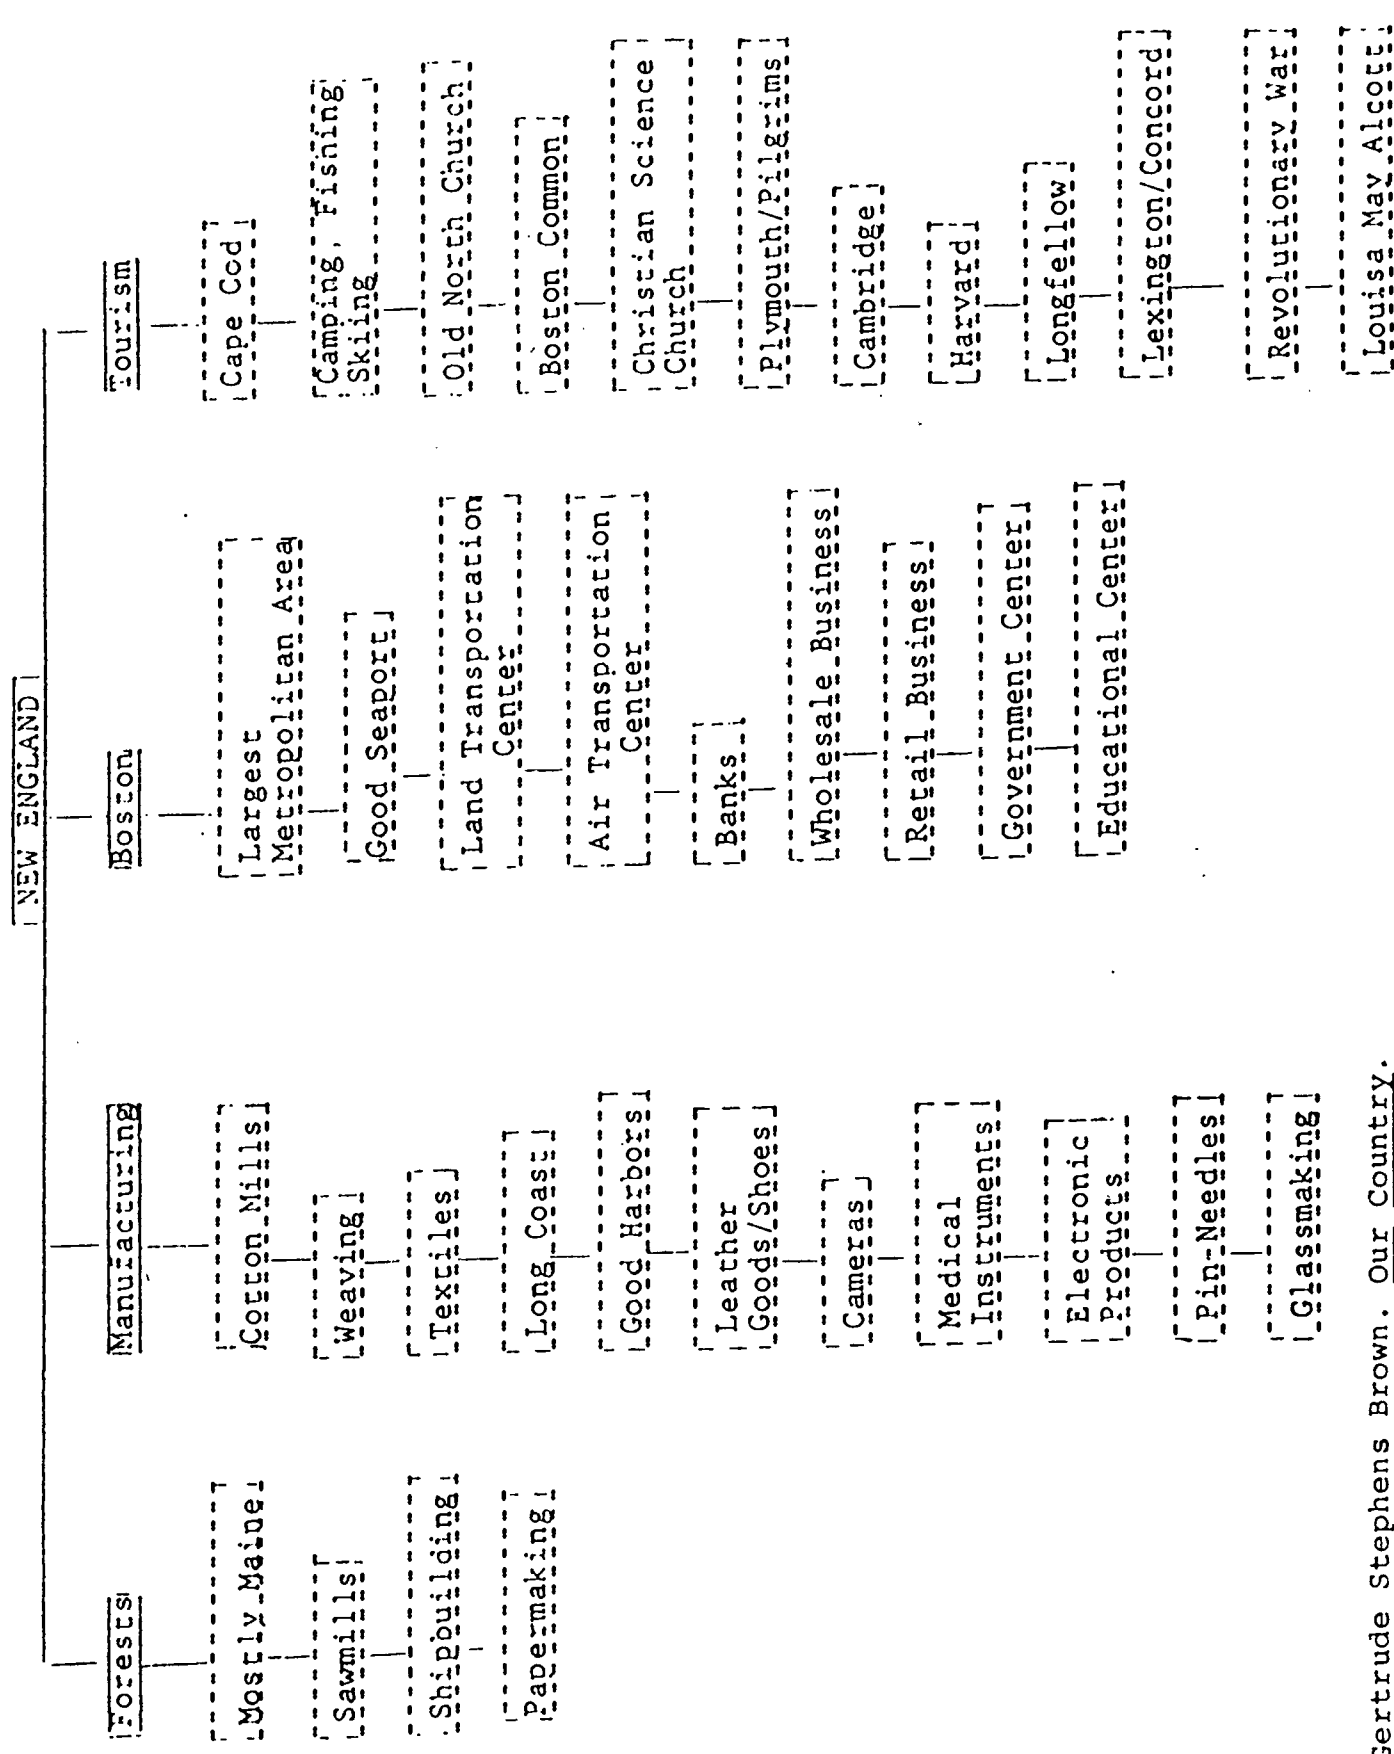 NEW ENGLAND
Forests
Mostly Maine
Sawmills
Shipbuilding
Papermaking
Manufacturing
Cotton Mills
Weaving
Textiles
Long Coast
Good Harbors
Leather
Goods/Shoes
Cameras
Medical
Instruments
Electronic
Products
Pin-Needles
Glassmaking
Boston
Largest
Metropolitan Area
Good Seaport
Land Transportation
Center
Air Transportation
Center
Banks
Wholesale Business
Retail Business
Government Center
Educational Center
Tourism
Cape Cod
Camping, Fishing
Skiing
Old North Church
Boston Common
Christian Science
Church
Plymouth/Pilgrims
Cambridge
Harvard
Longfellow
Lexington/Concord
Revolutionary War
Louisa May Alcott
Gertrude Stephens Brown. Our Country.